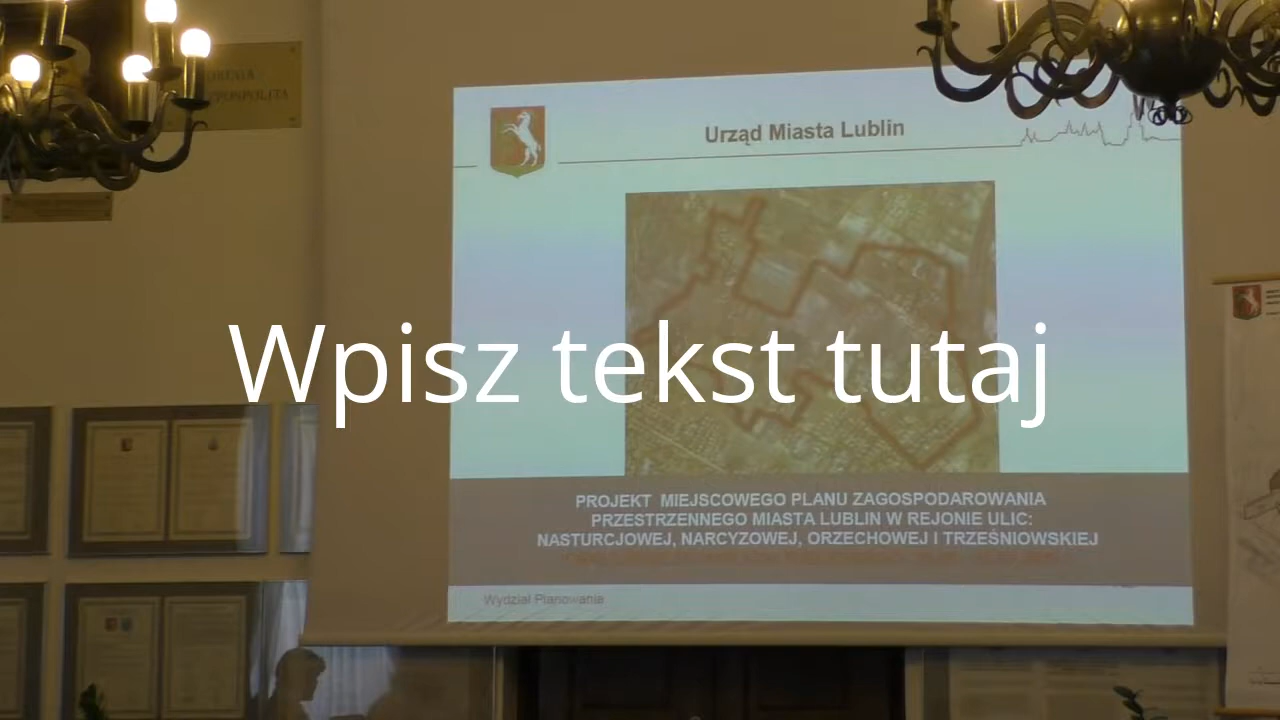 Urząd Miasta Lublin
Wpisz tekst tutaj
PROJEKT MIEJSCOWEGO PLANU ZAGOSPODAROWANIA
PRZESTRZENNEGO MIASTA LUBLIN W REJONIE ULIC:
NASTURCJOWEJ, NARCYZOWEJ, ORZECHOWEJ I TRZEŚNIOWSKIEJ
Wydział Planowania